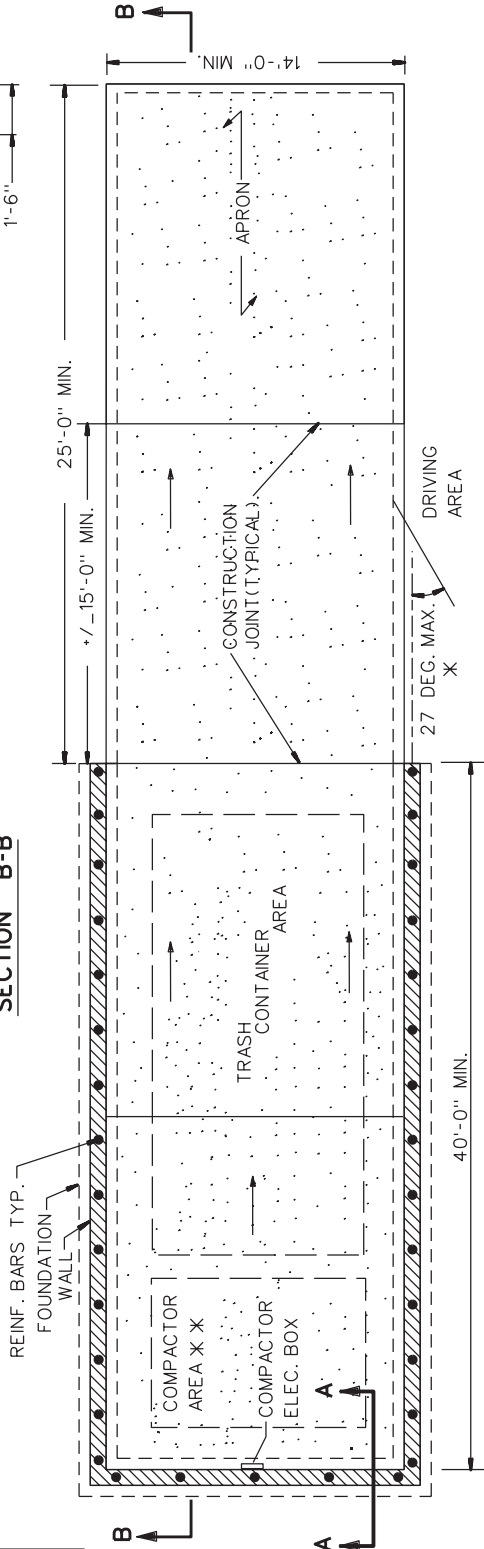 B
14'-0" MIN.
1'-6"
APRON
25'-0" MIN.
+/_15'-0" MIN.
CONSTRUCTION
JOINT(TYPICAL)
DRIVING
AREA
27 DEG. MAX.
*
SECTION B-B
TRASH
CONTAINER
AREA
40'-0" MIN.
REINF. BARS TYP.
FOUNDATION
WALL
COMPACTOR
AREA * *
COMPACTOR
ELEC. BOX
A
B
A